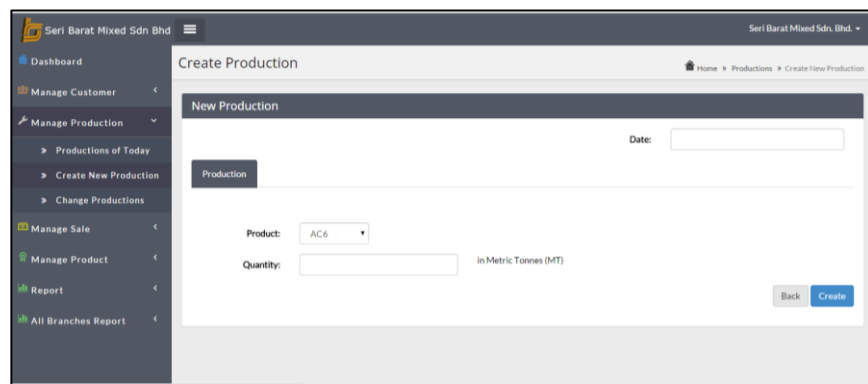 Seri Barat Mixed Sdn Bhd
Seri Barat Mixed Sdn. Bhd.
Dashboard
Manage Customer
Manage Production
» Productions of Today
» Create New Production
» Change Productions
Manage Sale
Manage Product
Report
All Branches Report
Create Production
Home » Productions » Create New Production
New Production
Date:
Production
Product: AC6
Quantity: in Metric Tonnes (MT)
Back Create